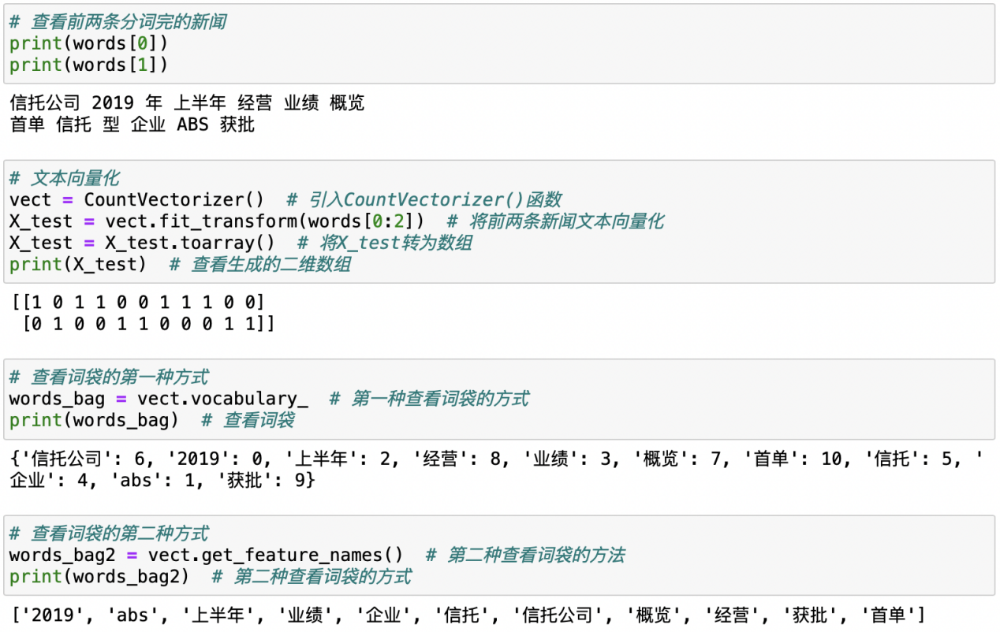 # 查看前两条分词完的新闻
print(words[0])
print(words[1])
信托公司 2019 年 上半年 经营 业绩 概览
首单 信托 型 企业 ABS 获批
# 文本向量化
vect = CountVectorizer()  # 引入CountVectorizer()函数
X_test = vect.fit_transform(words[0:2])  # 将前两条新闻文本向量化
X_test = X_test.toarray()  # 将X_test转为数组
print(X_test)  # 查看生成的二维数组
[[1 0 1 1 0 0 1 1 1 0 0]
 [0 1 0 0 1 1 0 0 0 1 1]]
# 查看词袋的第一种方式
words_bag = vect.vocabulary_  # 第一种查看词袋的方式
print(words_bag)  # 查看词袋
{'信托公司': 6, '2019': 0, '上半年': 2, '经营': 8, '业绩': 3, '概览': 7, '首单': 10, '信托': 5, '
企业': 4, 'abs': 1, '获批': 9}
# 查看词袋的第二种方式
words_bag2 = vect.get_feature_names()  # 第二种查看词袋的方法
print(words_bag2)  # 第二种查看词袋的方式
['2019', 'abs', '上半年', '业绩', '企业', '信托', '信托公司', '概览', '经营', '获批', '首单']